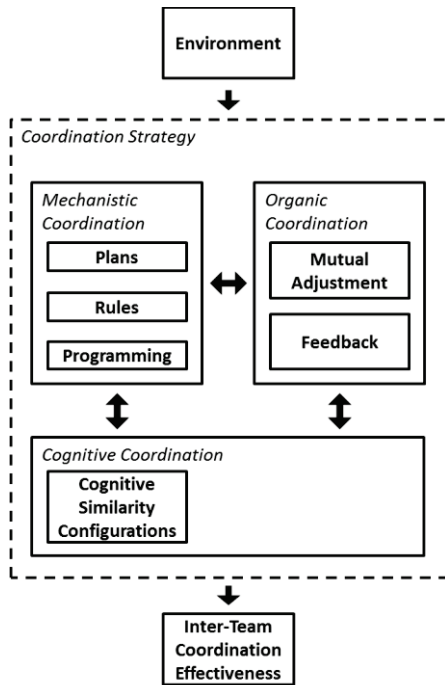 Environment
Coordination Strategy
Mechanistic
Coordination
Plans
Rules
Programming
Organic
Coordination
Mutual
Adjustment
Feedback
Cognitive Coordination
Cognitive
Similarity
Configurations
Inter-Team
Coordination
Effectiveness